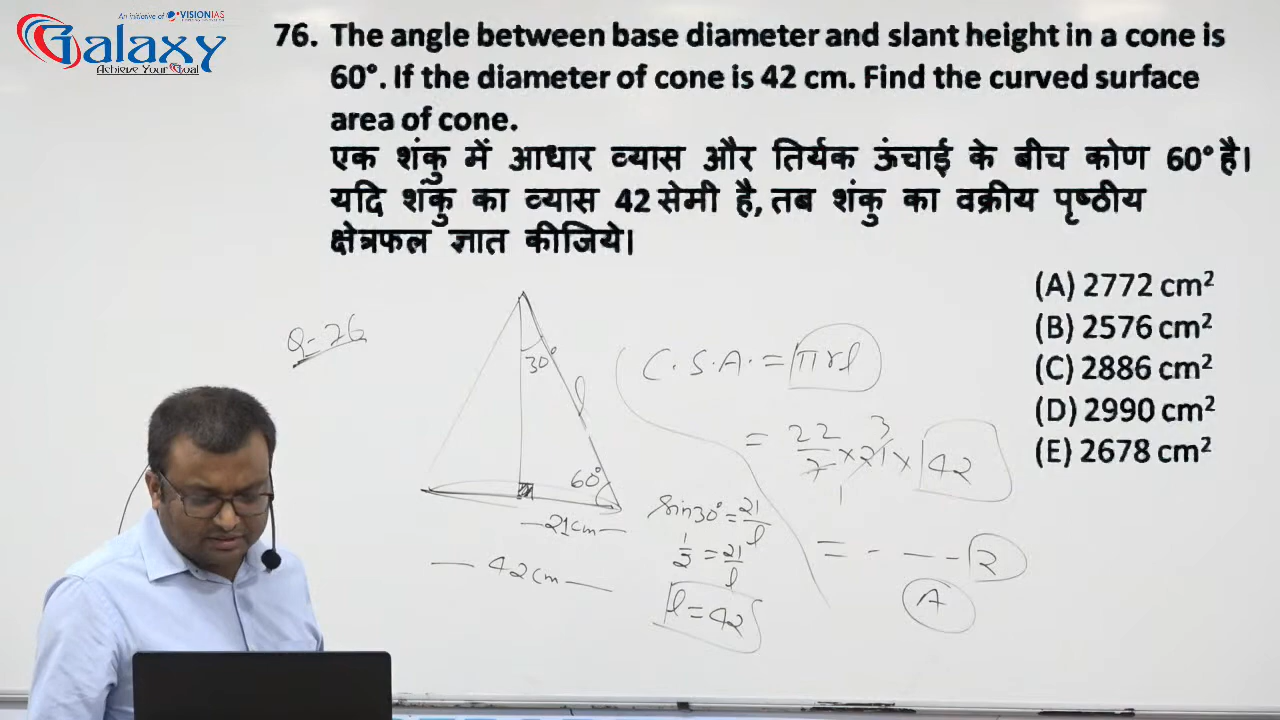 An initiative of VISIONIAS
Galaxy
Achieve Your Goal
76. The angle between base diameter and slant height in a cone is
60°. If the diameter of cone is 42 cm. Find the curved surface
area of cone.
एक शंकु में आधार व्यास और तिर्यक ऊंचाई के बीच कोण 60° है।
यदि शंकु का व्यास 42 सेमी है, तब शंकु का वक्रीय पृष्ठीय
क्षेत्रफल ज्ञात कीजिये।
(A) 2772 cm²
(B) 2576 cm²
(C) 2886 cm²
(D) 2990 cm²
(E) 2678 cm²
Q-76
30°
l
60°
21cm
42cm
sin30° = 21/l
1/2 = 21/l
l = 42
C.S.A. = πrl
= 22/7 × 21 × 42
3
1
= - - - 2
A